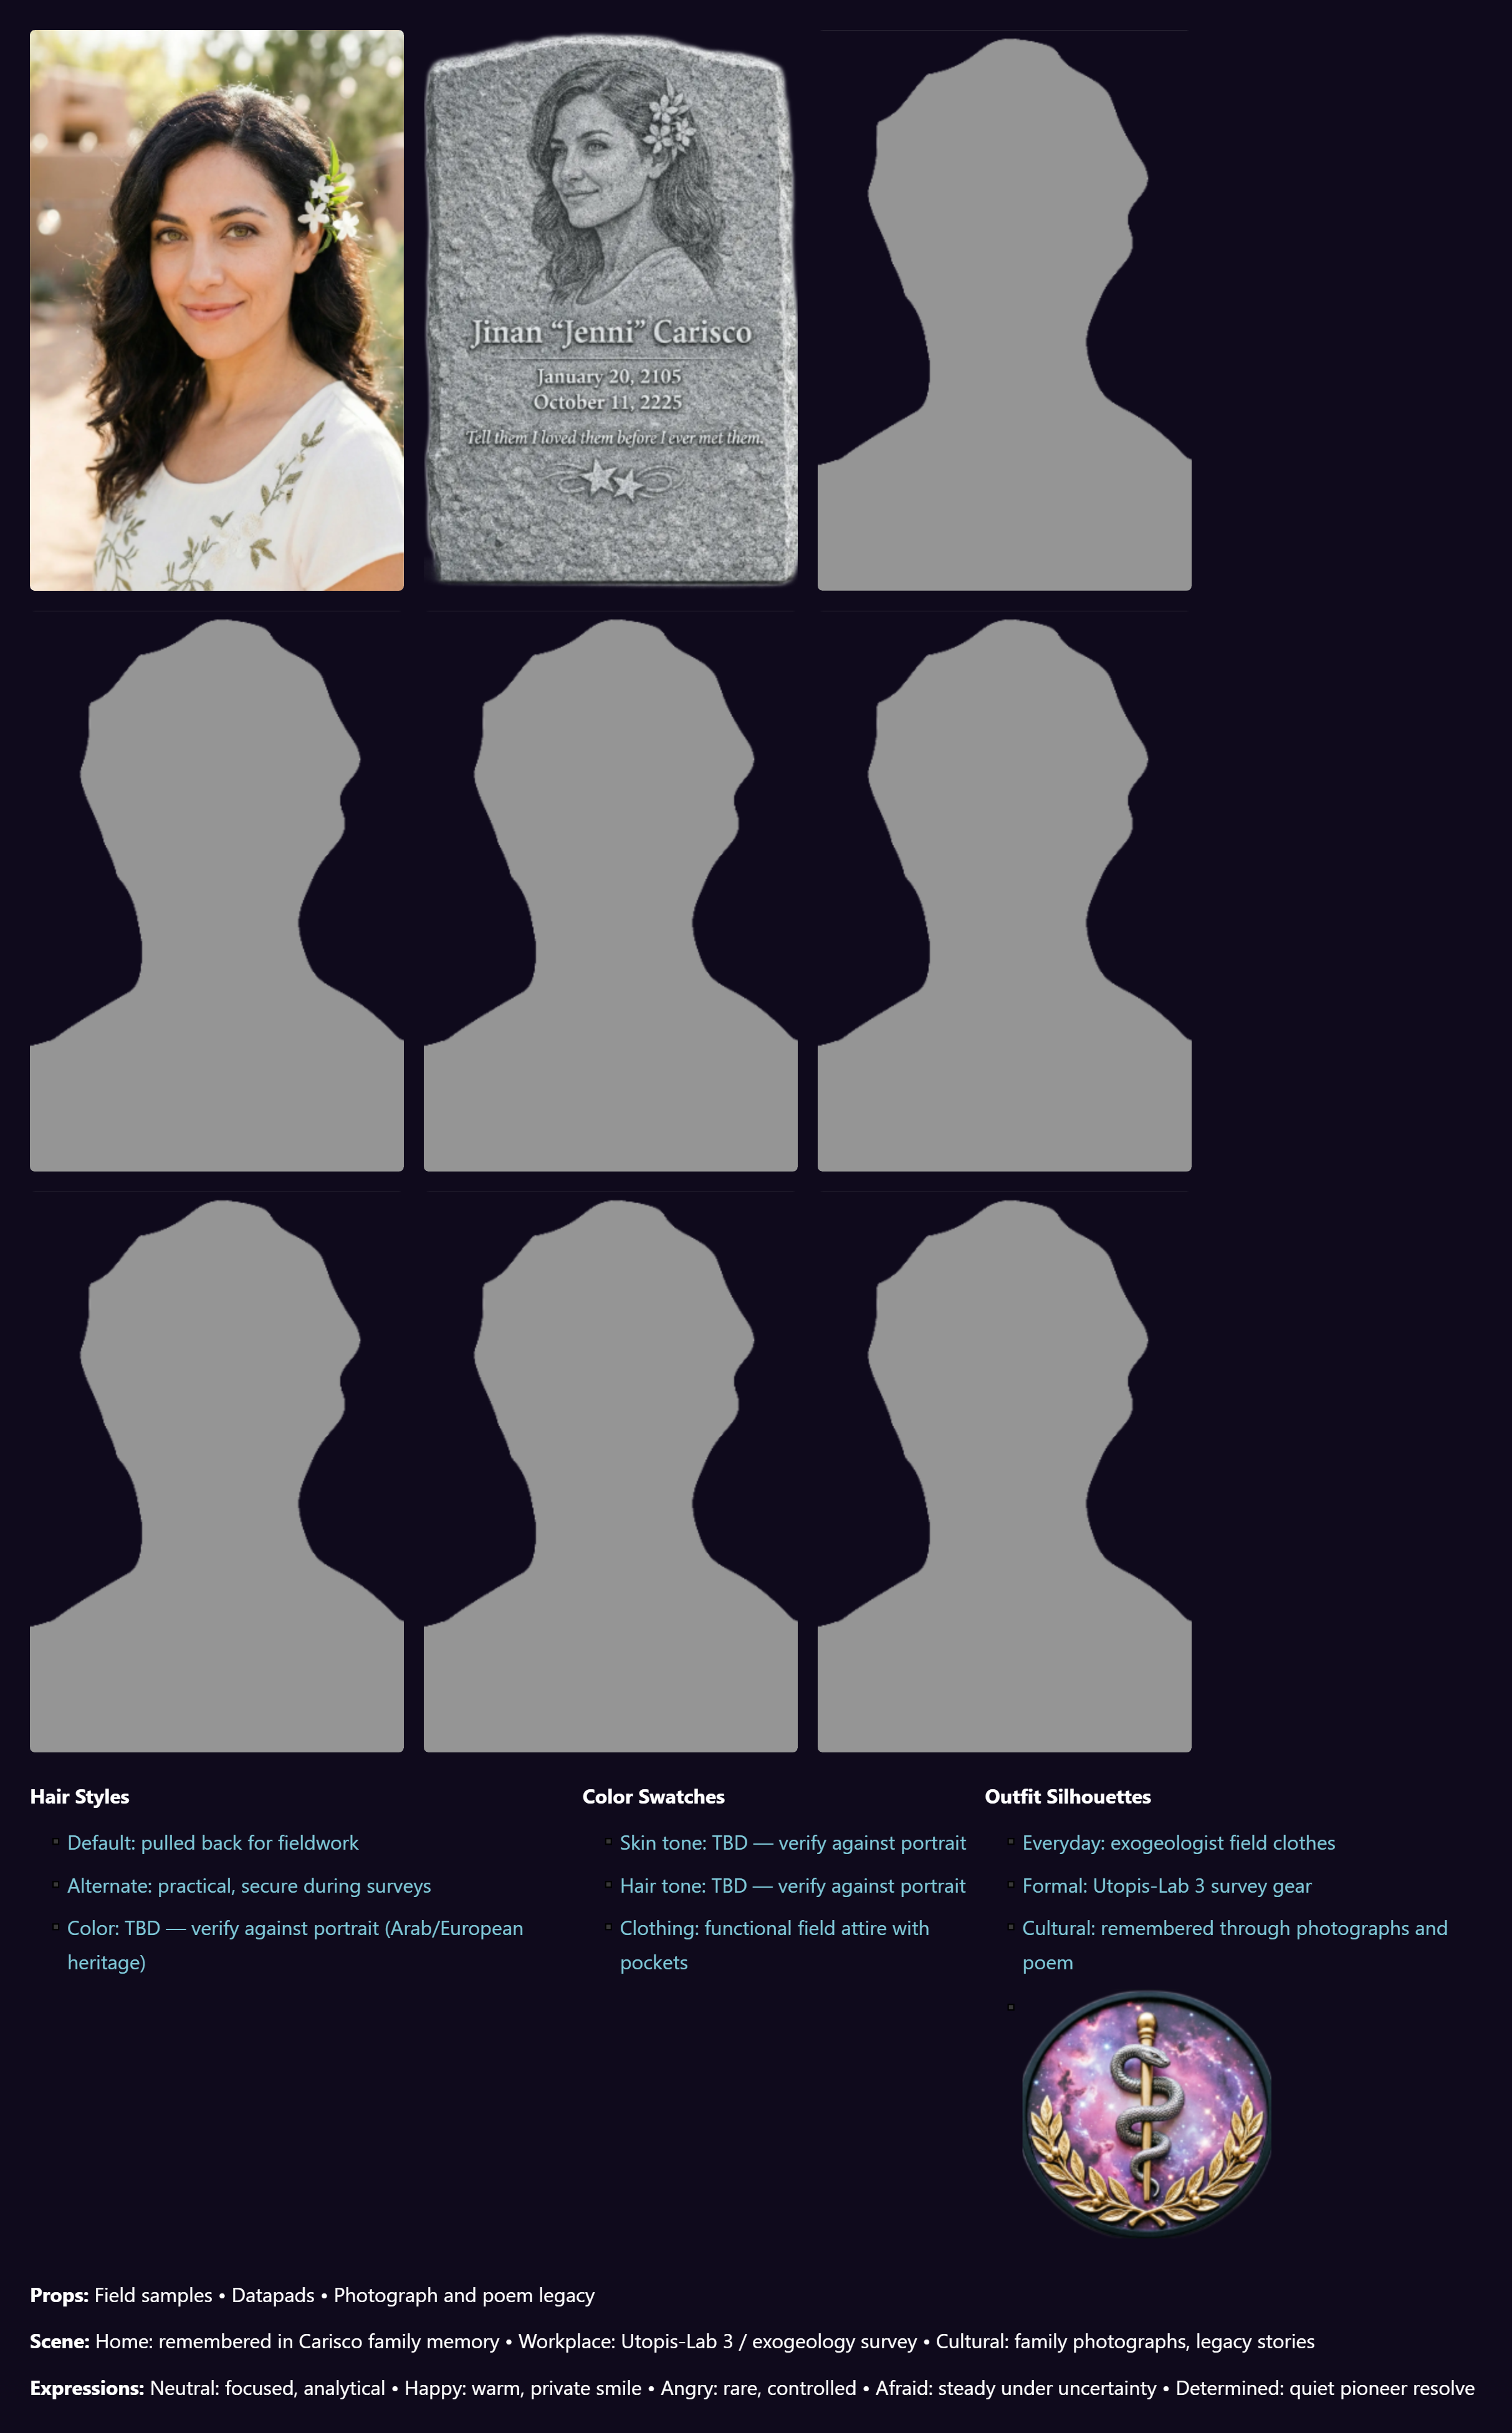 Jinan “Jenni” Carisco
January 20, 2105
October 11, 2225
Tell them I loved them before I ever met them.
Hair Styles
Default: pulled back for fieldwork
Alternate: practical, secure during surveys
Color: TBD — verify against portrait (Arab/European
heritage)
Color Swatches
Skin tone: TBD — verify against portrait
Hair tone: TBD — verify against portrait
Clothing: functional field attire with
pockets
Outfit Silhouettes
Everyday: exogeologist field clothes
Formal: Utopis-Lab 3 survey gear
Cultural: remembered through photographs and
poem
Props: Field samples • Datapads • Photograph and poem legacy
Scene: Home: remembered in Carisco family memory • Workplace: Utopis-Lab 3 / exogeology survey • Cultural: family photographs, legacy stories
Expressions: Neutral: focused, analytical • Happy: warm, private smile • Angry: rare, controlled • Afraid: steady under uncertainty • Determined: quiet pioneer resolve